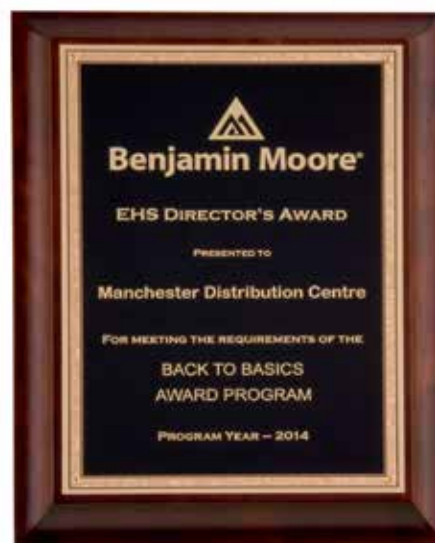 Benjamin Moore®
EHS DIRECTOR'S AWARD
PRESENTED TO
Manchester Distribution Centre
FOR MEETING THE REQUIREMENTS OF THE
BACK TO BASICS
AWARD PROGRAM
PROGRAM YEAR – 2014